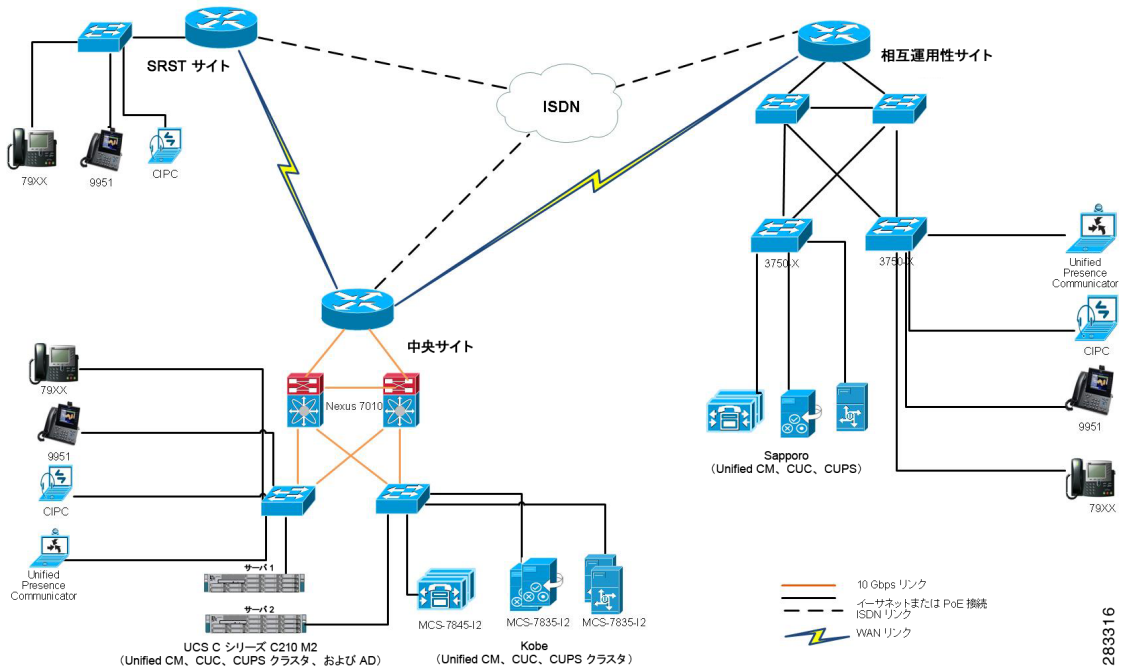 SRST サイト
相互運用性サイト
ISDN
79XX
9951
CIPC
3750-X
3750-X
Unified
Presence
Communicator
CIPC
9951
79XX
中央サイト
Nexus 7010
79XX
9951
CIPC
Unified
Presence
Communicator
Sapporo
(Unified CM、CUC、CUPS)
サーバ 1
サーバ 2
UCS C シリーズ C210 M2
(Unified CM、CUC、CUPS クラスタ、および AD)
MCS-7845-I2
MCS-7835-I2
MCS-7835-I2
Kobe
(Unified CM、CUC、CUPS クラスタ)
10 Gbps リンク
イーサネットまたは PoE 接続
ISDN リンク
WAN リンク
283316